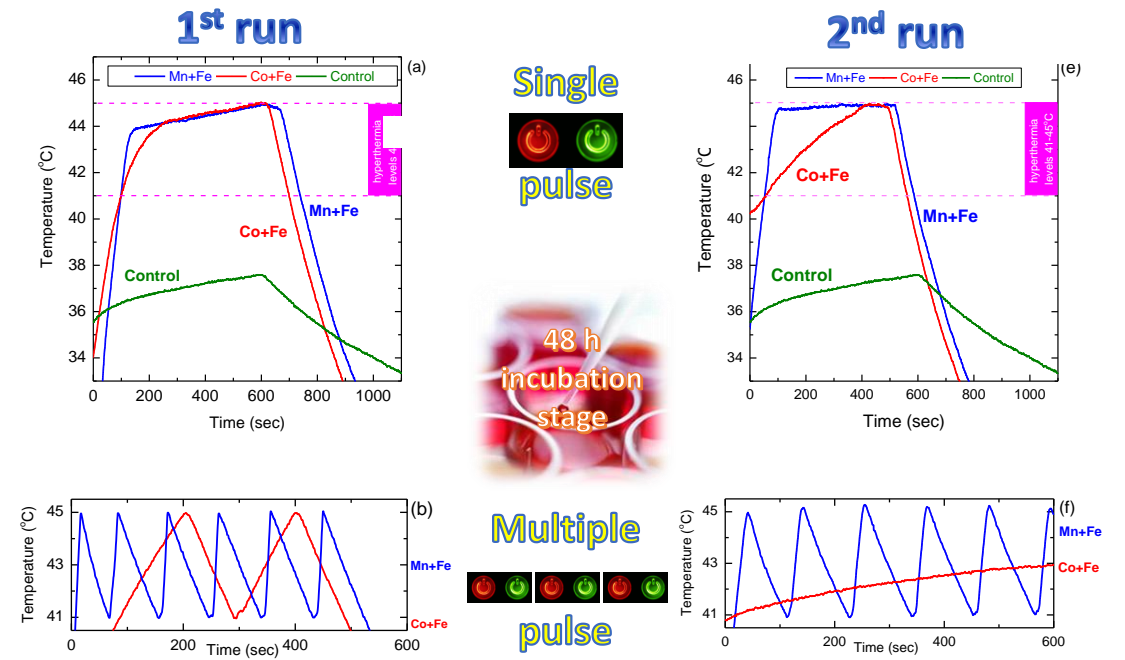 1st run
2nd run
(a)
Mn+Fe
Co+Fe
Control
46
44
42
40
38
36
34
Temperature (°C)
hyperthermia
levels 4
Mn+Fe
Co+Fe
Control
0
200
400
600
800
1000
Time (sec)
Single
pulse
(e)
Mn+Fe
Co+Fe
Control
46
44
42
40
38
36
34
Temperature (°C
hyperthermia
levels 41-45°C
Co+Fe
Mn+Fe
Control
0
200
400
600
800
1000
Time (sec)
48 h
incubation
stage
(b)
45
43
41
Temperature (°C)
Mn+Fe
Co+Fe
0
200
400
600
Time (sec)
Multiple
pulse
(f)
45
43
41
Temperature (°C)
Mn+Fe
Co+Fe
0
100
200
300
400
500
600
Time (sec)